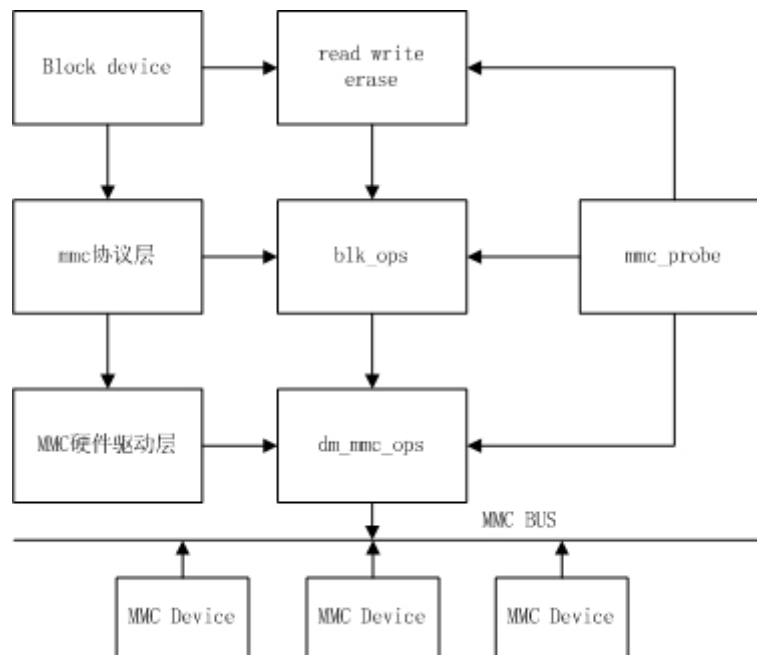 Block device
read write
erase
mmc协议层
blk_ops
mmc_probe
MMC硬件驱动层
dm_mmc_ops
MMC BUS
MMC Device
MMC Device
MMC Device